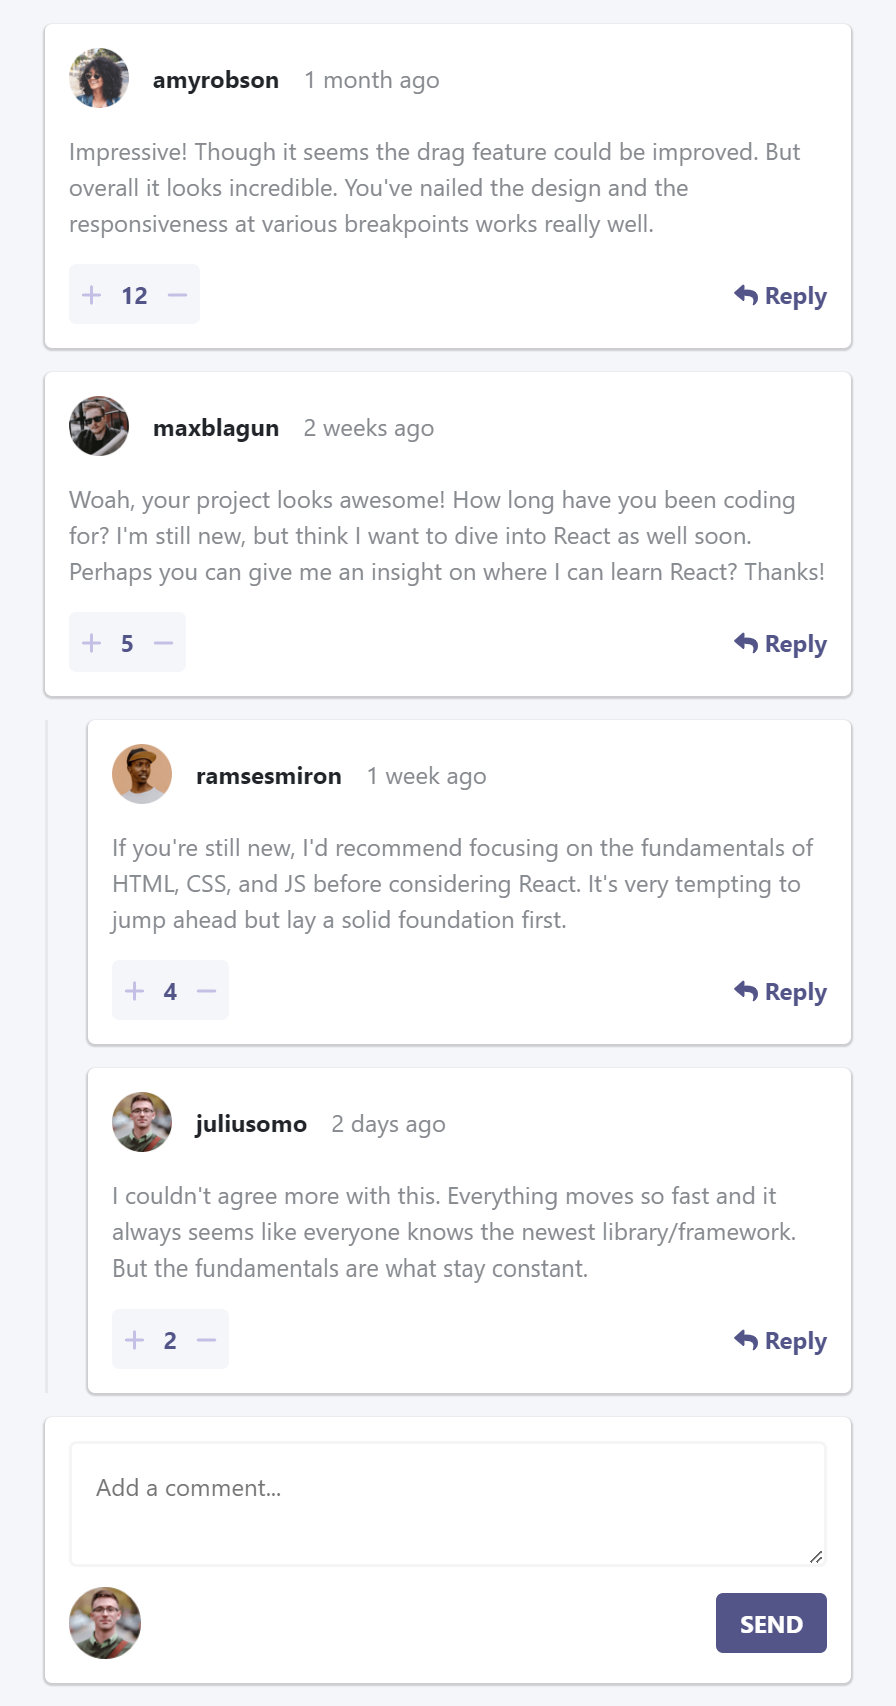 amyrobson 1 month ago
Impressive! Though it seems the drag feature could be improved. But
overall it looks incredible. You've nailed the design and the
responsiveness at various breakpoints works really well.
+ 12 − Reply
maxblagun 2 weeks ago
Woah, your project looks awesome! How long have you been coding
for? I'm still new, but think I want to dive into React as well soon.
Perhaps you can give me an insight on where I can learn React? Thanks!
+ 5 − Reply
ramsesmiron 1 week ago
If you're still new, I'd recommend focusing on the fundamentals of
HTML, CSS, and JS before considering React. It's very tempting to
jump ahead but lay a solid foundation first.
+ 4 − Reply
juliusomo 2 days ago
I couldn't agree more with this. Everything moves so fast and it
always seems like everyone knows the newest library/framework.
But the fundamentals are what stay constant.
+ 2 − Reply
Add a comment...
SEND